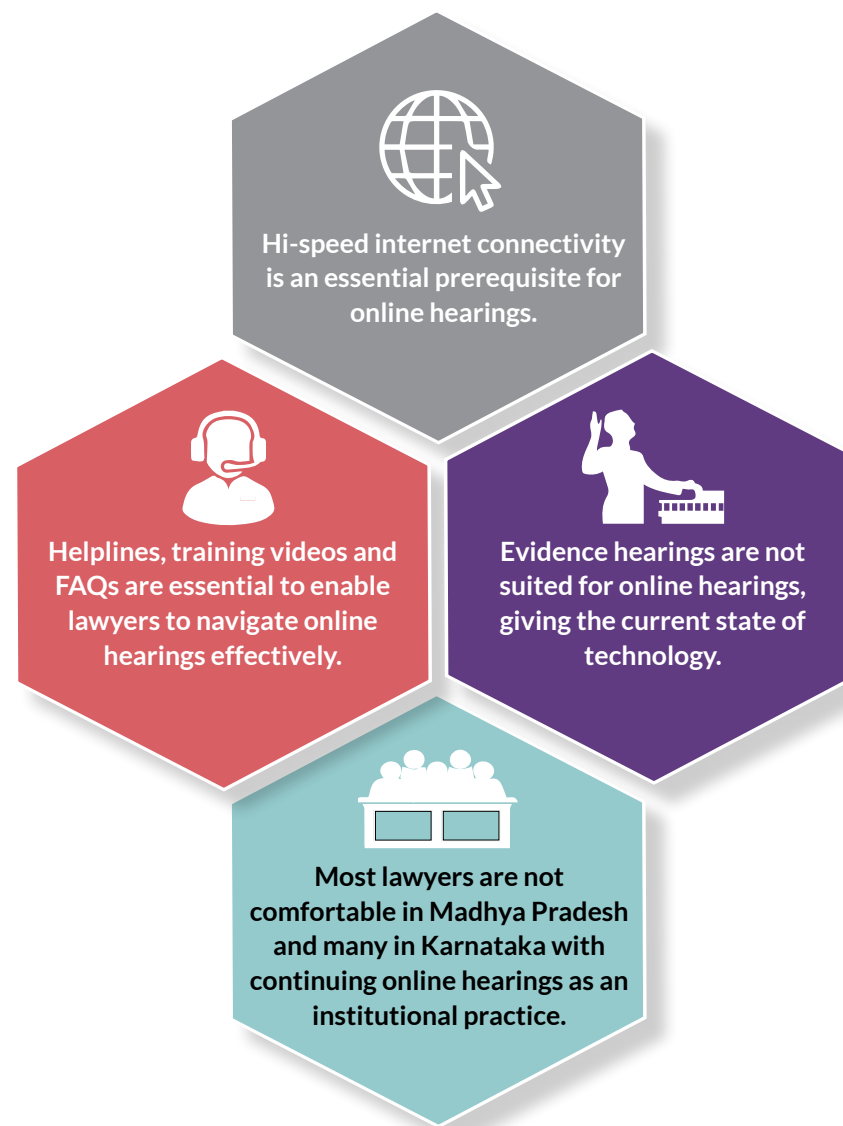 Hi-speed internet connectivity
is an essential prerequisite for
online hearings.
Helplines, training videos and
FAQs are essential to enable
lawyers to navigate online
hearings effectively.
Evidence hearings are not
suited for online hearings,
giving the current state of
technology.
Most lawyers are not
comfortable in Madhya Pradesh
and many in Karnataka with
continuing online hearings as an
institutional practice.